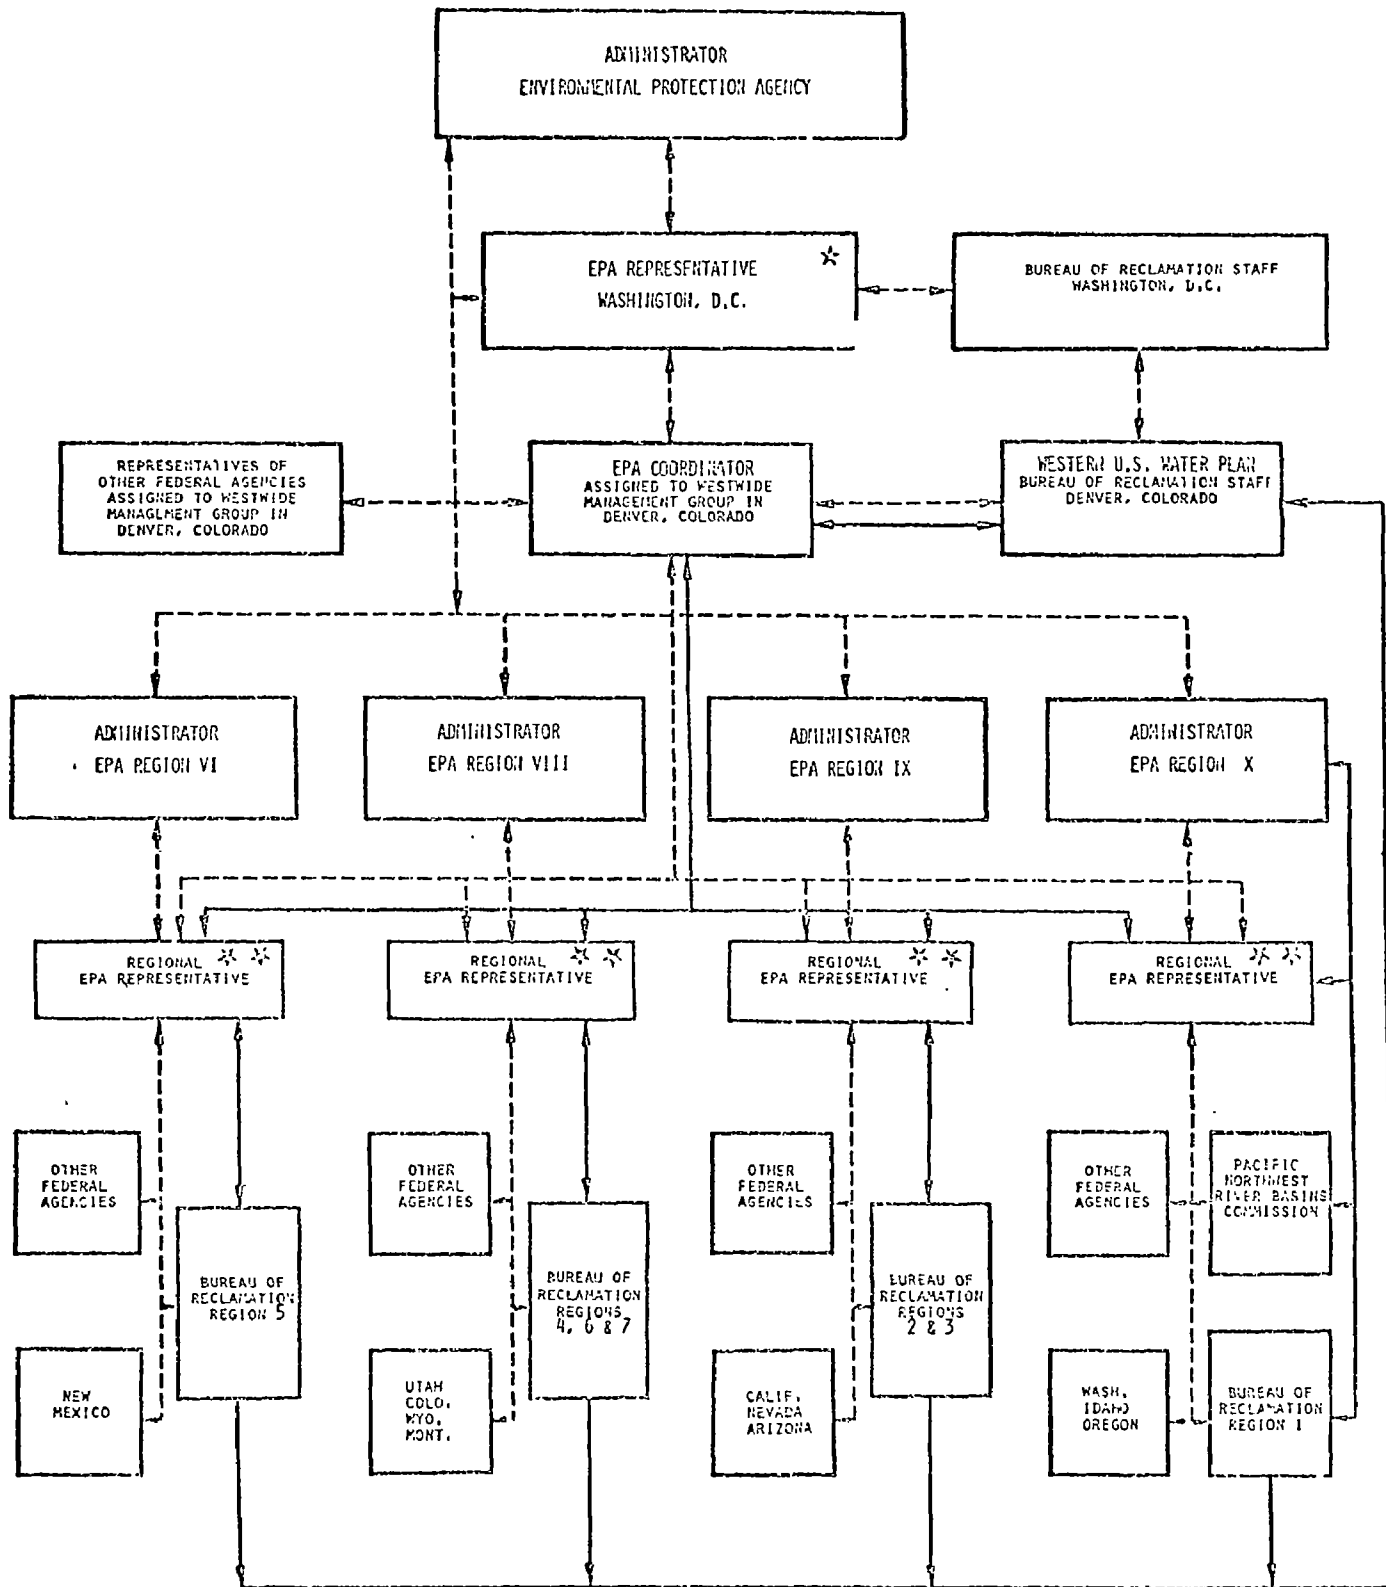 ADMINISTRATOR
ENVIRONMENTAL PROTECTION AGENCY
EPA REPRESENTATIVE
WASHINGTON, D.C.
BUREAU OF RECLAMATION STAFF
WASHINGTON, D.C.
REPRESENTATIVES OF
OTHER FEDERAL AGENCIES
ASSIGNED TO WESTWIDE
MANAGEMENT GROUP IN
DENVER, COLORADO
EPA COORDINATOR
ASSIGNED TO WESTWIDE
MANAGEMENT GROUP IN
DENVER, COLORADO
WESTERN U.S. WATER PLAN
BUREAU OF RECLAMATION STAFF
DENVER, COLORADO
ADMINISTRATOR
EPA REGION VI
ADMINISTRATOR
EPA REGION VIII
ADMINISTRATOR
EPA REGION IX
ADMINISTRATOR
EPA REGION X
REGIONAL
EPA REPRESENTATIVE
REGIONAL
EPA REPRESENTATIVE
REGIONAL
EPA REPRESENTATIVE
REGIONAL
EPA REPRESENTATIVE
OTHER
FEDERAL
AGENCIES
BUREAU OF
RECLAMATION
REGION 5
NEW
MEXICO
OTHER
FEDERAL
AGENCIES
BUREAU OF
RECLAMATION
REGIONS
4, 6 & 7
UTAH
COLO.
WYO.
MONT.
OTHER
FEDERAL
AGENCIES
BUREAU OF
RECLAMATION
REGIONS
2 & 3
CALIF.
NEVADA
ARIZONA
OTHER
FEDERAL
AGENCIES
PACIFIC
NORTHWEST
RIVER BASINS
COMMISSION
WASH.
IDAHO
OREGON
BUREAU OF
RECLAMATION
REGION 1